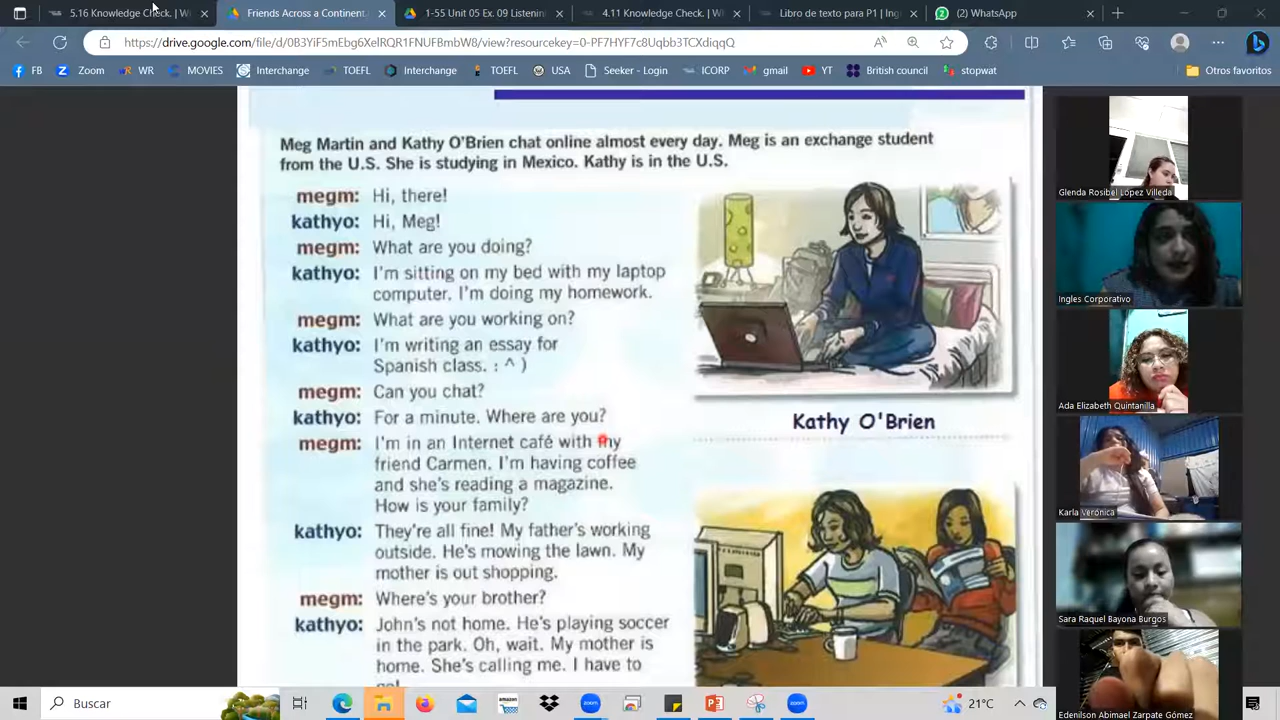 5.16 Knowledge Check. | W
Friends Across a Continent.
1-55 Unit 05 Ex. 09 Listenin
4.11 Knowledge Check. | W
Libro de texto para P1 | Ing
(2) WhatsApp
https://drive.google.com/file/d/0B3YiF5mEbg6XelRQR1FNUFBmbW8/view?resourcekey=0-PF7HYF7c8Uqbb3TCXdiqqQ
FB
Zoom
WR
MOVIES
Interchange
TOEFL
Interchange
TOEFL
USA
Seeker - Login
ICORP
gmail
YT
British council
stopwat
Otros favoritos
Meg Martin and Kathy O'Brien chat online almost every day. Meg is an exchange student
from the U.S. She is studying in Mexico. Kathy is in the U.S.
megm: Hi, there!
kathyo: Hi, Meg!
megm: What are you doing?
kathyo: I'm sitting on my bed with my laptop
computer. I'm doing my homework.
megm: What are you working on?
kathyo: I'm writing an essay for
Spanish class. : ^ )
megm: Can you chat?
kathyo: For a minute. Where are you?
megm: I'm in an Internet café with my
friend Carmen. I'm having coffee
and she's reading a magazine.
How is your family?
kathyo: They're all fine! My father's working
outside. He's mowing the lawn. My
mother is out shopping.
megm: Where's your brother?
kathyo: John's not home. He's playing soccer
in the park. Oh, wait. My mother is
home. She's calling me. I have to
go!
Kathy O'Brien
Glenda Rosibel López Villeda
Ingles Corporativo
Ada Elizabeth Quintanilla
Karla Verónica
Sara Raquel Bayona Burgos
Edenilson Abimael Zarpate Gómez
Buscar
21°C